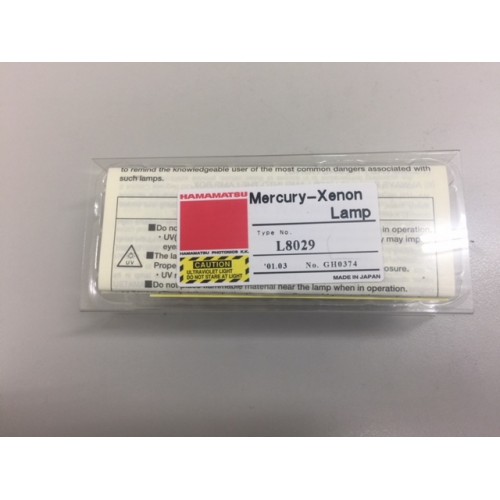 to remind the knowledgeable user of the most common dangers associated with
such lamps.
HAMAMATSU
Mercury-Xenon
Lamp
Type No.
L8029
'01.03 No. GH0374
MADE IN JAPAN
HAMAMATSU PHOTONICS K.K.
CAUTION
ULTRAVIOLET LIGHT
DO NOT STARE AT LIGHT
■Do no
- UV(
eye
y may imp
■The la
Prope
osure,
- UV r
■Do not
material near the lamp when in operation.
UV